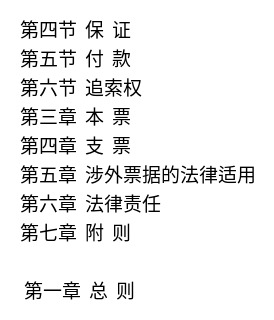 第四节 保 证
第五节 付 款
第六节 追索权
第三章 本 票
第四章 支 票
第五章 涉外票据的法律适用
第六章 法律责任
第七章 附 则
第一章 总 则